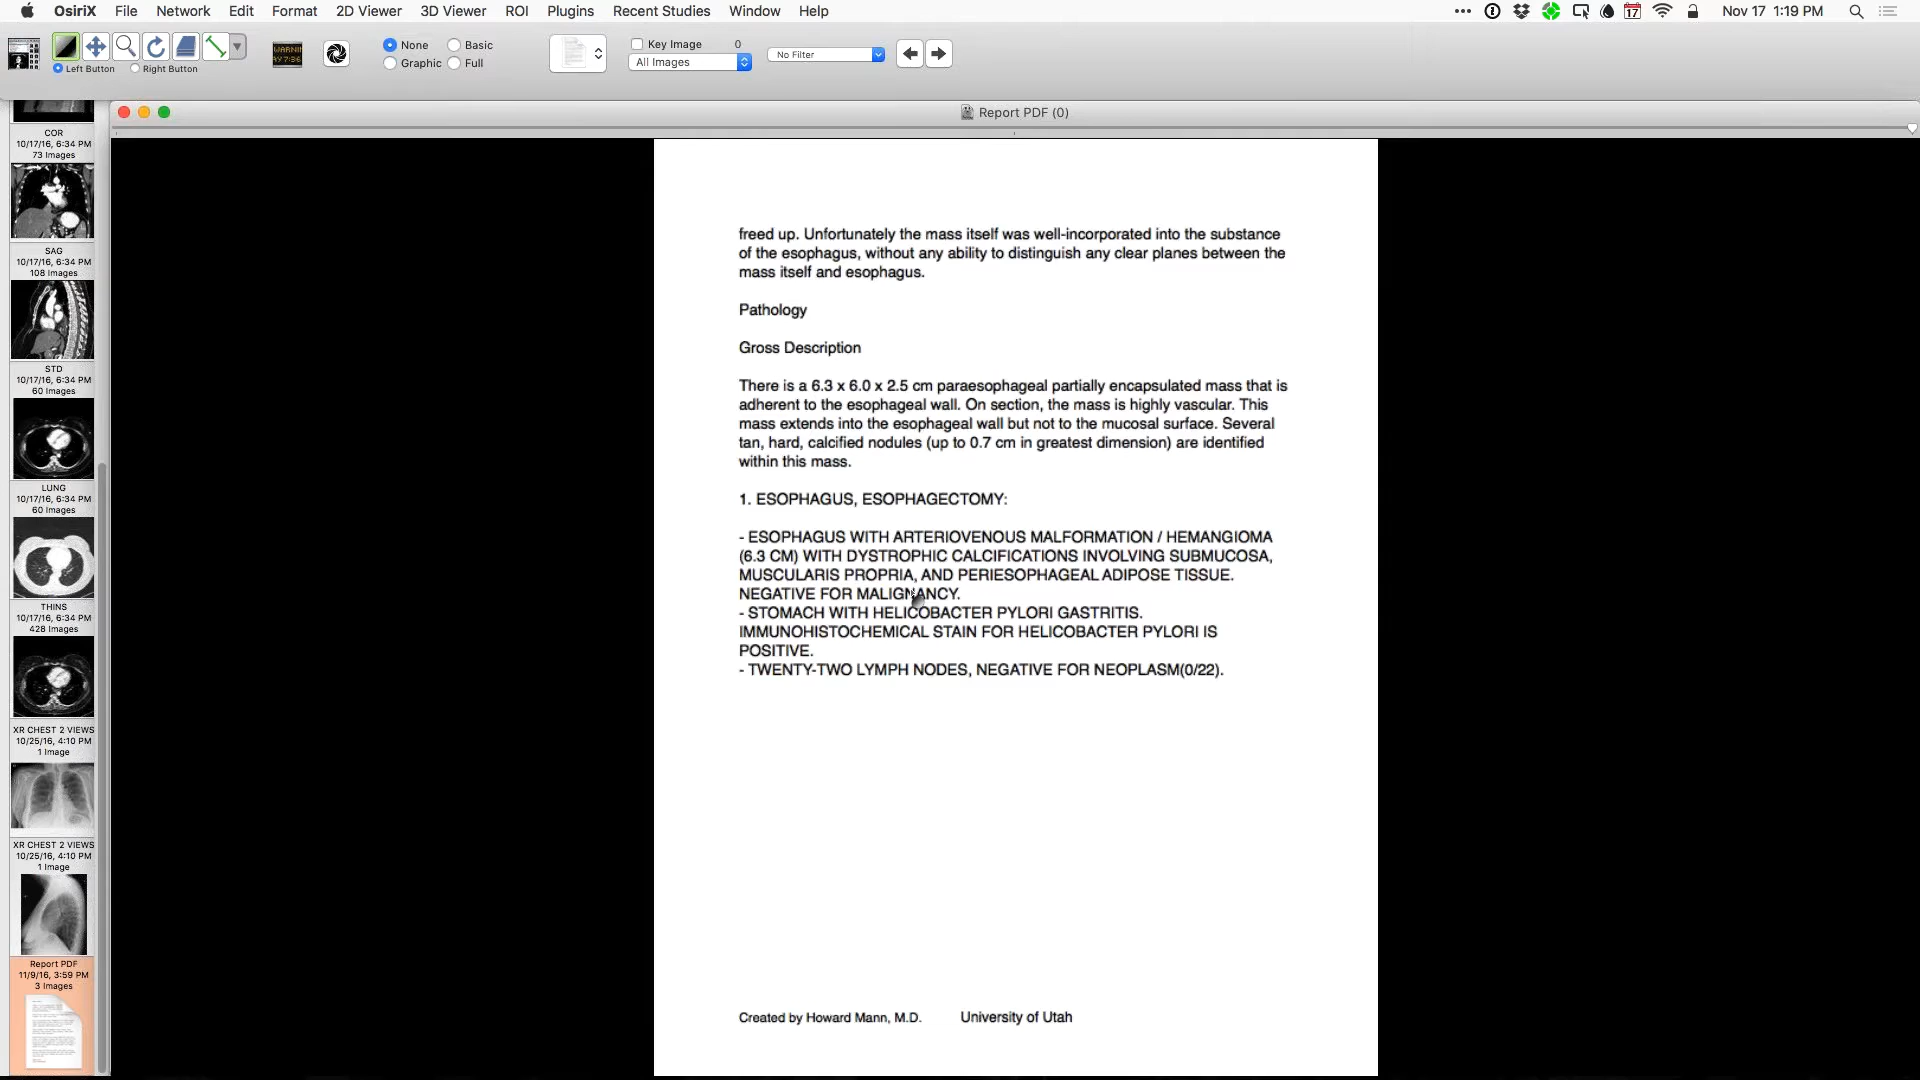 OsiriX File Network Edit Format 2D Viewer 3D Viewer ROI Plugins Recent Studies Window Help
17 Nov 17 1:19 PM
None Basic
Graphic Full
Left Button Right Button
Key Image 0
All Images
No Filter
Report PDF (0)
COR
10/17/16, 6:34 PM
73 Images
SAG
10/17/16, 6:34 PM
108 Images
STD
10/17/16, 6:34 PM
60 Images
LUNG
10/17/16, 6:34 PM
60 Images
THINS
10/17/16, 6:34 PM
428 Images
XR CHEST 2 VIEWS
10/25/16, 4:10 PM
1 Image
XR CHEST 2 VIEWS
10/25/16, 4:10 PM
1 Image
Report PDF
11/9/16, 3:59 PM
3 Images
freed up. Unfortunately the mass itself was well-incorporated into the substance
of the esophagus, without any ability to distinguish any clear planes between the
mass itself and esophagus.
Pathology
Gross Description
There is a 6.3 x 6.0 x 2.5 cm paraesophageal partially encapsulated mass that is
adherent to the esophageal wall. On section, the mass is highly vascular. This
mass extends into the esophageal wall but not to the mucosal surface. Several
tan, hard, calcified nodules (up to 0.7 cm in greatest dimension) are identified
within this mass.
1. ESOPHAGUS, ESOPHAGECTOMY:
- ESOPHAGUS WITH ARTERIOVENOUS MALFORMATION / HEMANGIOMA
(6.3 CM) WITH DYSTROPHIC CALCIFICATIONS INVOLVING SUBMUCOSA,
MUSCULARIS PROPRIA, AND PERIESOPHAGEAL ADIPOSE TISSUE.
NEGATIVE FOR MALIGNANCY.
- STOMACH WITH HELICOBACTER PYLORI GASTRITIS.
IMMUNOHISTOCHEMICAL STAIN FOR HELICOBACTER PYLORI IS
POSITIVE.
- TWENTY-TWO LYMPH NODES, NEGATIVE FOR NEOPLASM(0/22).
Created by Howard Mann, M.D. University of Utah